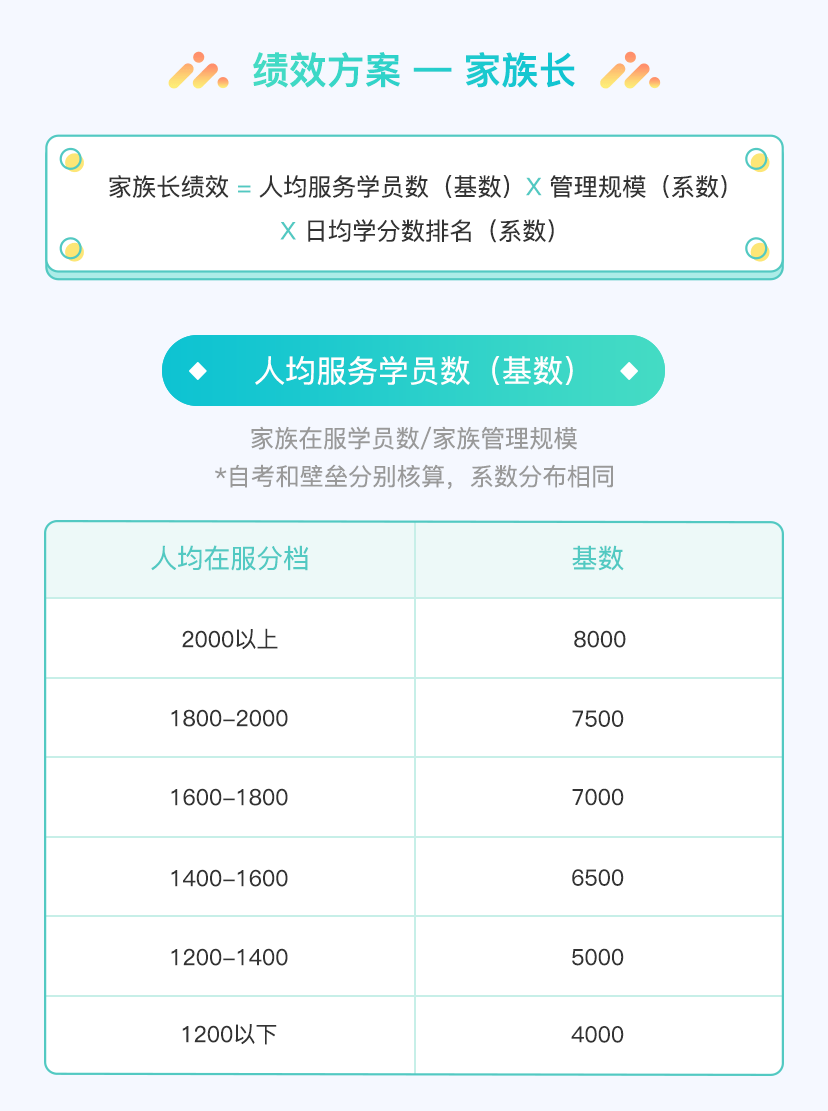 绩效方案 — 家族长
家族长绩效 = 人均服务学员数（基数）X 管理规模（系数）
X 日均学分数排名（系数）
人均服务学员数（基数）
家族在服学员数/家族管理规模
*自考和壁垒分别核算，系数分布相同
人均在服分档 基数
2000以上 8000
1800–2000 7500
1600–1800 7000
1400–1600 6500
1200–1400 5000
1200以下 4000